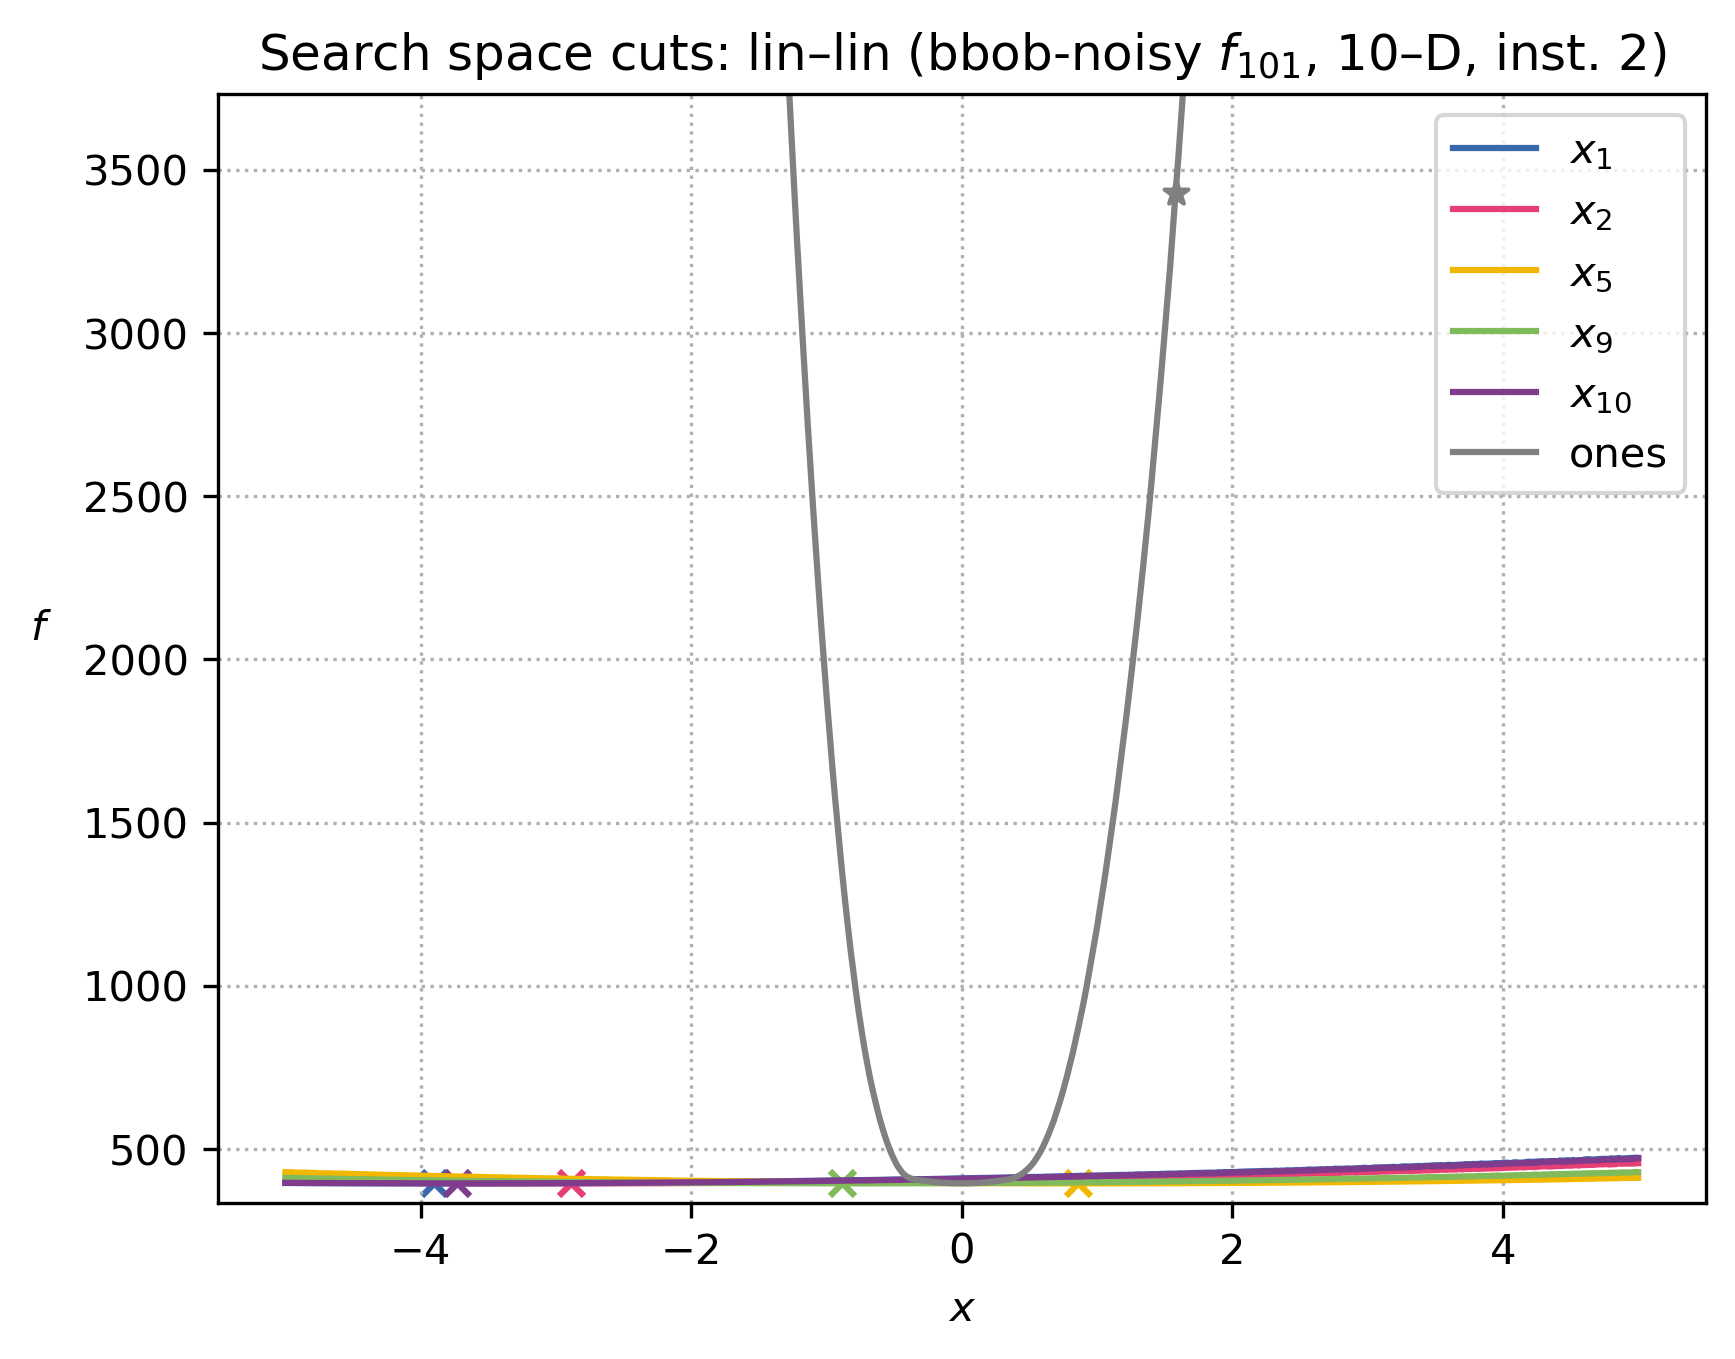 Search space cuts: lin–lin (bbob-noisy f₁₀₁, 10–D, inst. 2)
x₁
x₂
x₅
x₉
x₁₀
ones
3500
3000
2500
2000
1500
1000
500
f
−4 −2 0 2 4
x